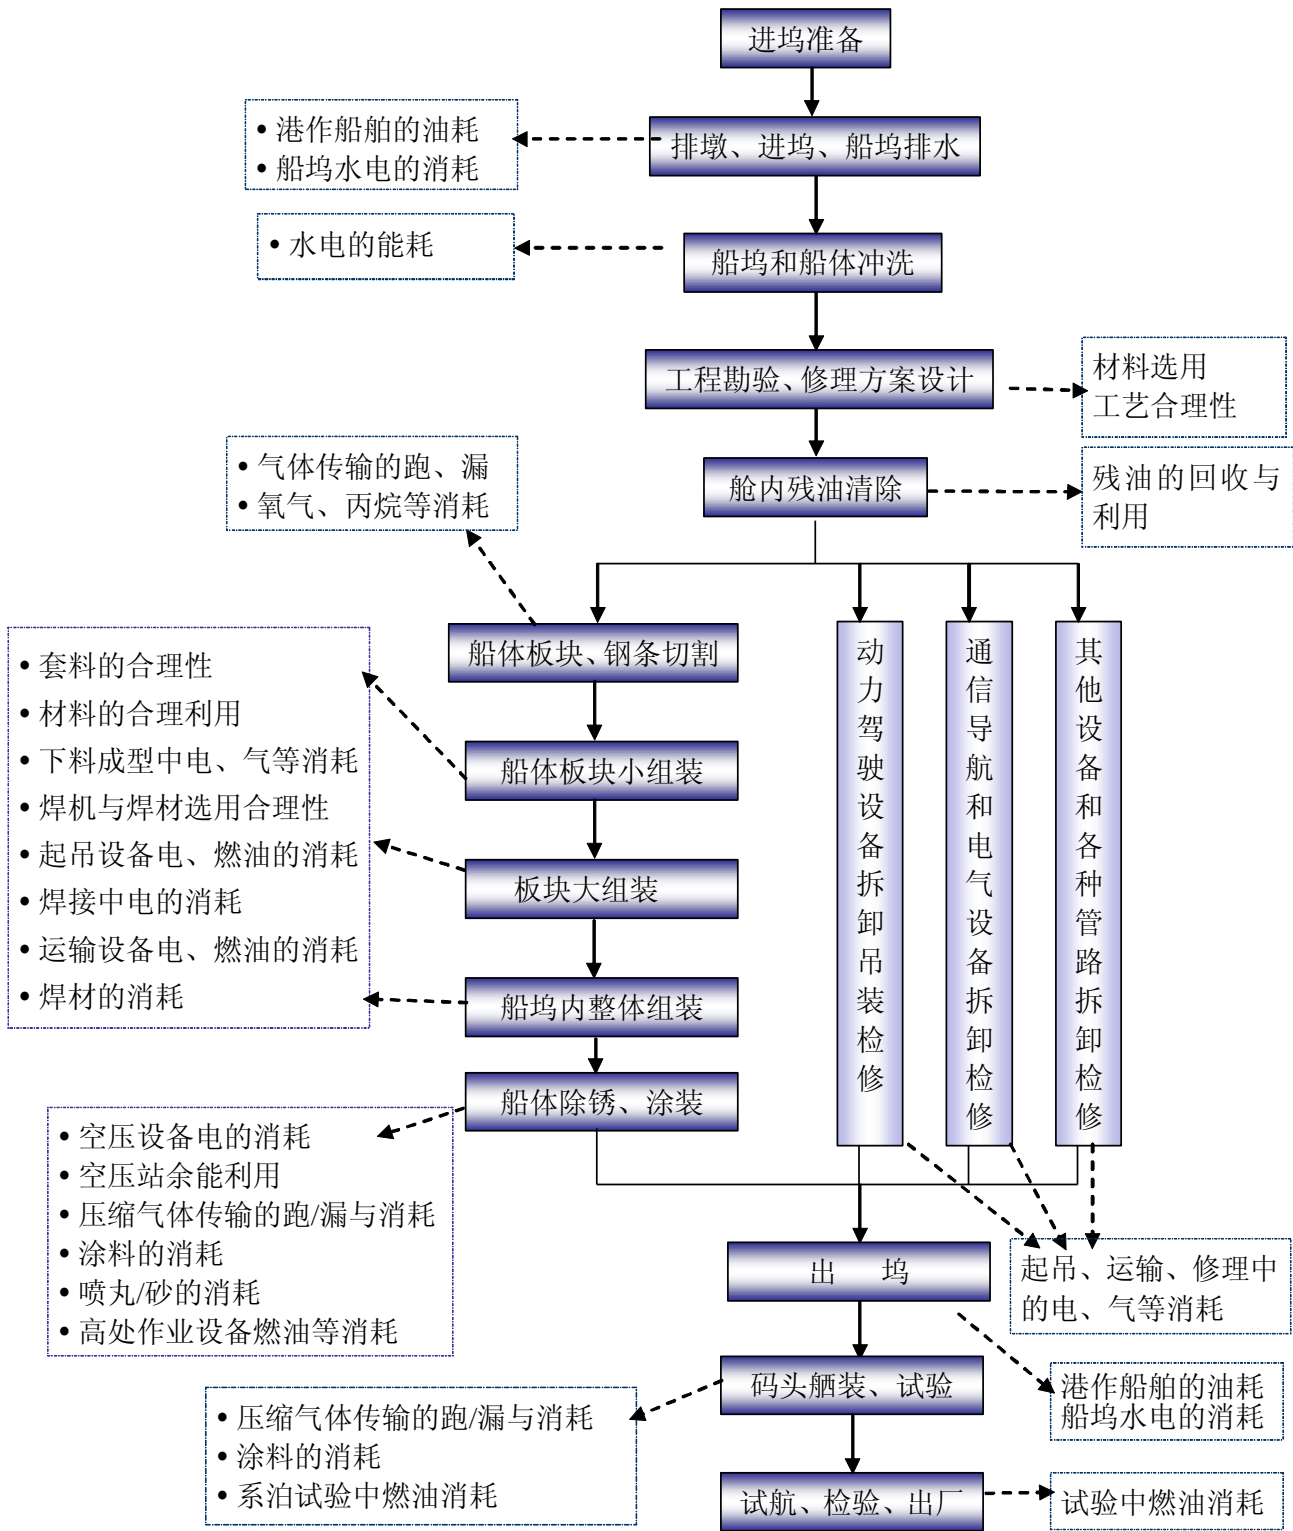 进坞准备
• 港作船舶的油耗
• 船坞水电的消耗
排墩、进坞、船坞排水
• 水电的能耗
船坞和船体冲洗
工程勘验、修理方案设计
材料选用
工艺合理性
• 气体传输的跑、漏
• 氧气、丙烷等消耗
舱内残油清除
残油的回收与
利用
船体板块、钢条切割
• 套料的合理性
• 材料的合理利用
• 下料成型中电、气等消耗
• 焊机与焊材选用合理性
• 起吊设备电、燃油的消耗
• 焊接中电的消耗
• 运输设备电、燃油的消耗
• 焊材的消耗
船体板块小组装
板块大组装
船坞内整体组装
船体除锈、涂装
动力驾驶设备拆卸吊装检修
通信导航和电气设备拆卸检修
其他设备和各种管路拆卸检修
• 空压设备电的消耗
• 空压站余能利用
• 压缩气体传输的跑/漏与消耗
• 涂料的消耗
• 喷丸/砂的消耗
• 高处作业设备燃油等消耗
出 坞
起吊、运输、修理中
的电、气等消耗
码头舾装、试验
港作船舶的油耗
船坞水电的消耗
• 压缩气体传输的跑/漏与消耗
• 涂料的消耗
• 系泊试验中燃油消耗
试航、检验、出厂
试验中燃油消耗